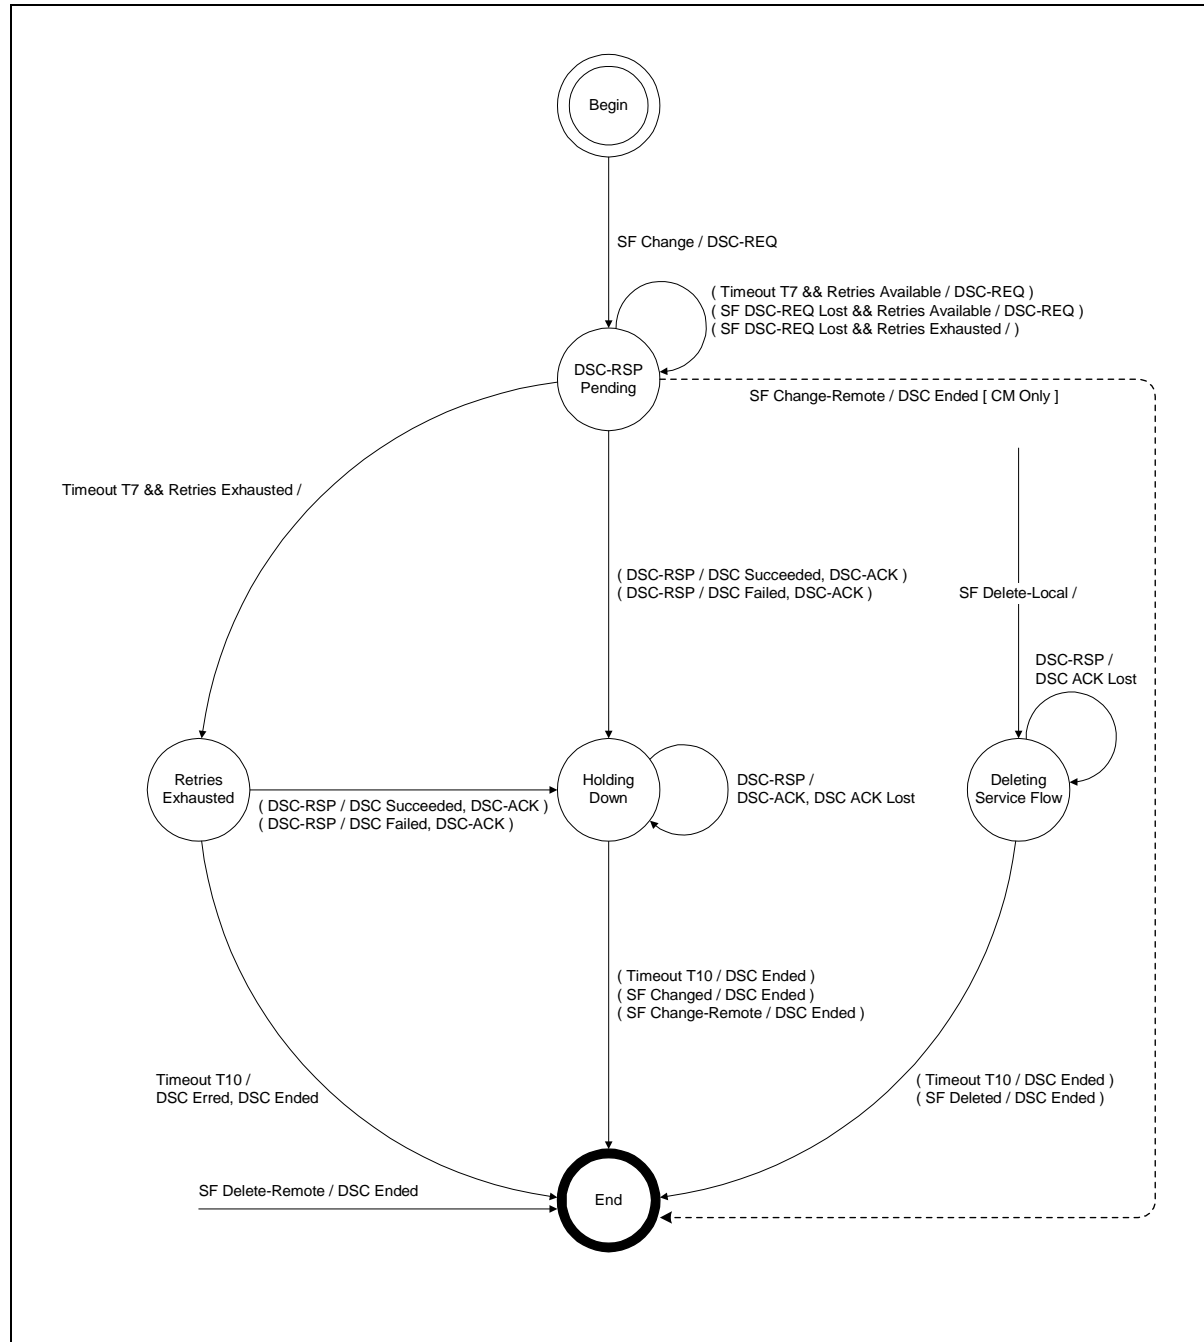 Begin
SF Change / DSC-REQ
( Timeout T7 && Retries Available / DSC-REQ )
( SF DSC-REQ Lost && Retries Available / DSC-REQ )
( SF DSC-REQ Lost && Retries Exhausted / )
DSC-RSP
Pending
SF Change-Remote / DSC Ended [ CM Only ]
Timeout T7 && Retries Exhausted /
( DSC-RSP / DSC Succeeded, DSC-ACK )
( DSC-RSP / DSC Failed, DSC-ACK )
SF Delete-Local /
DSC-RSP /
DSC ACK Lost
Retries
Exhausted
( DSC-RSP / DSC Succeeded, DSC-ACK )
( DSC-RSP / DSC Failed, DSC-ACK )
Holding
Down
DSC-RSP /
DSC-ACK, DSC ACK Lost
Deleting
Service Flow
( Timeout T10 / DSC Ended )
( SF Changed / DSC Ended )
( SF Change-Remote / DSC Ended )
Timeout T10 /
DSC Erred, DSC Ended
( Timeout T10 / DSC Ended )
( SF Deleted / DSC Ended )
SF Delete-Remote / DSC Ended
End